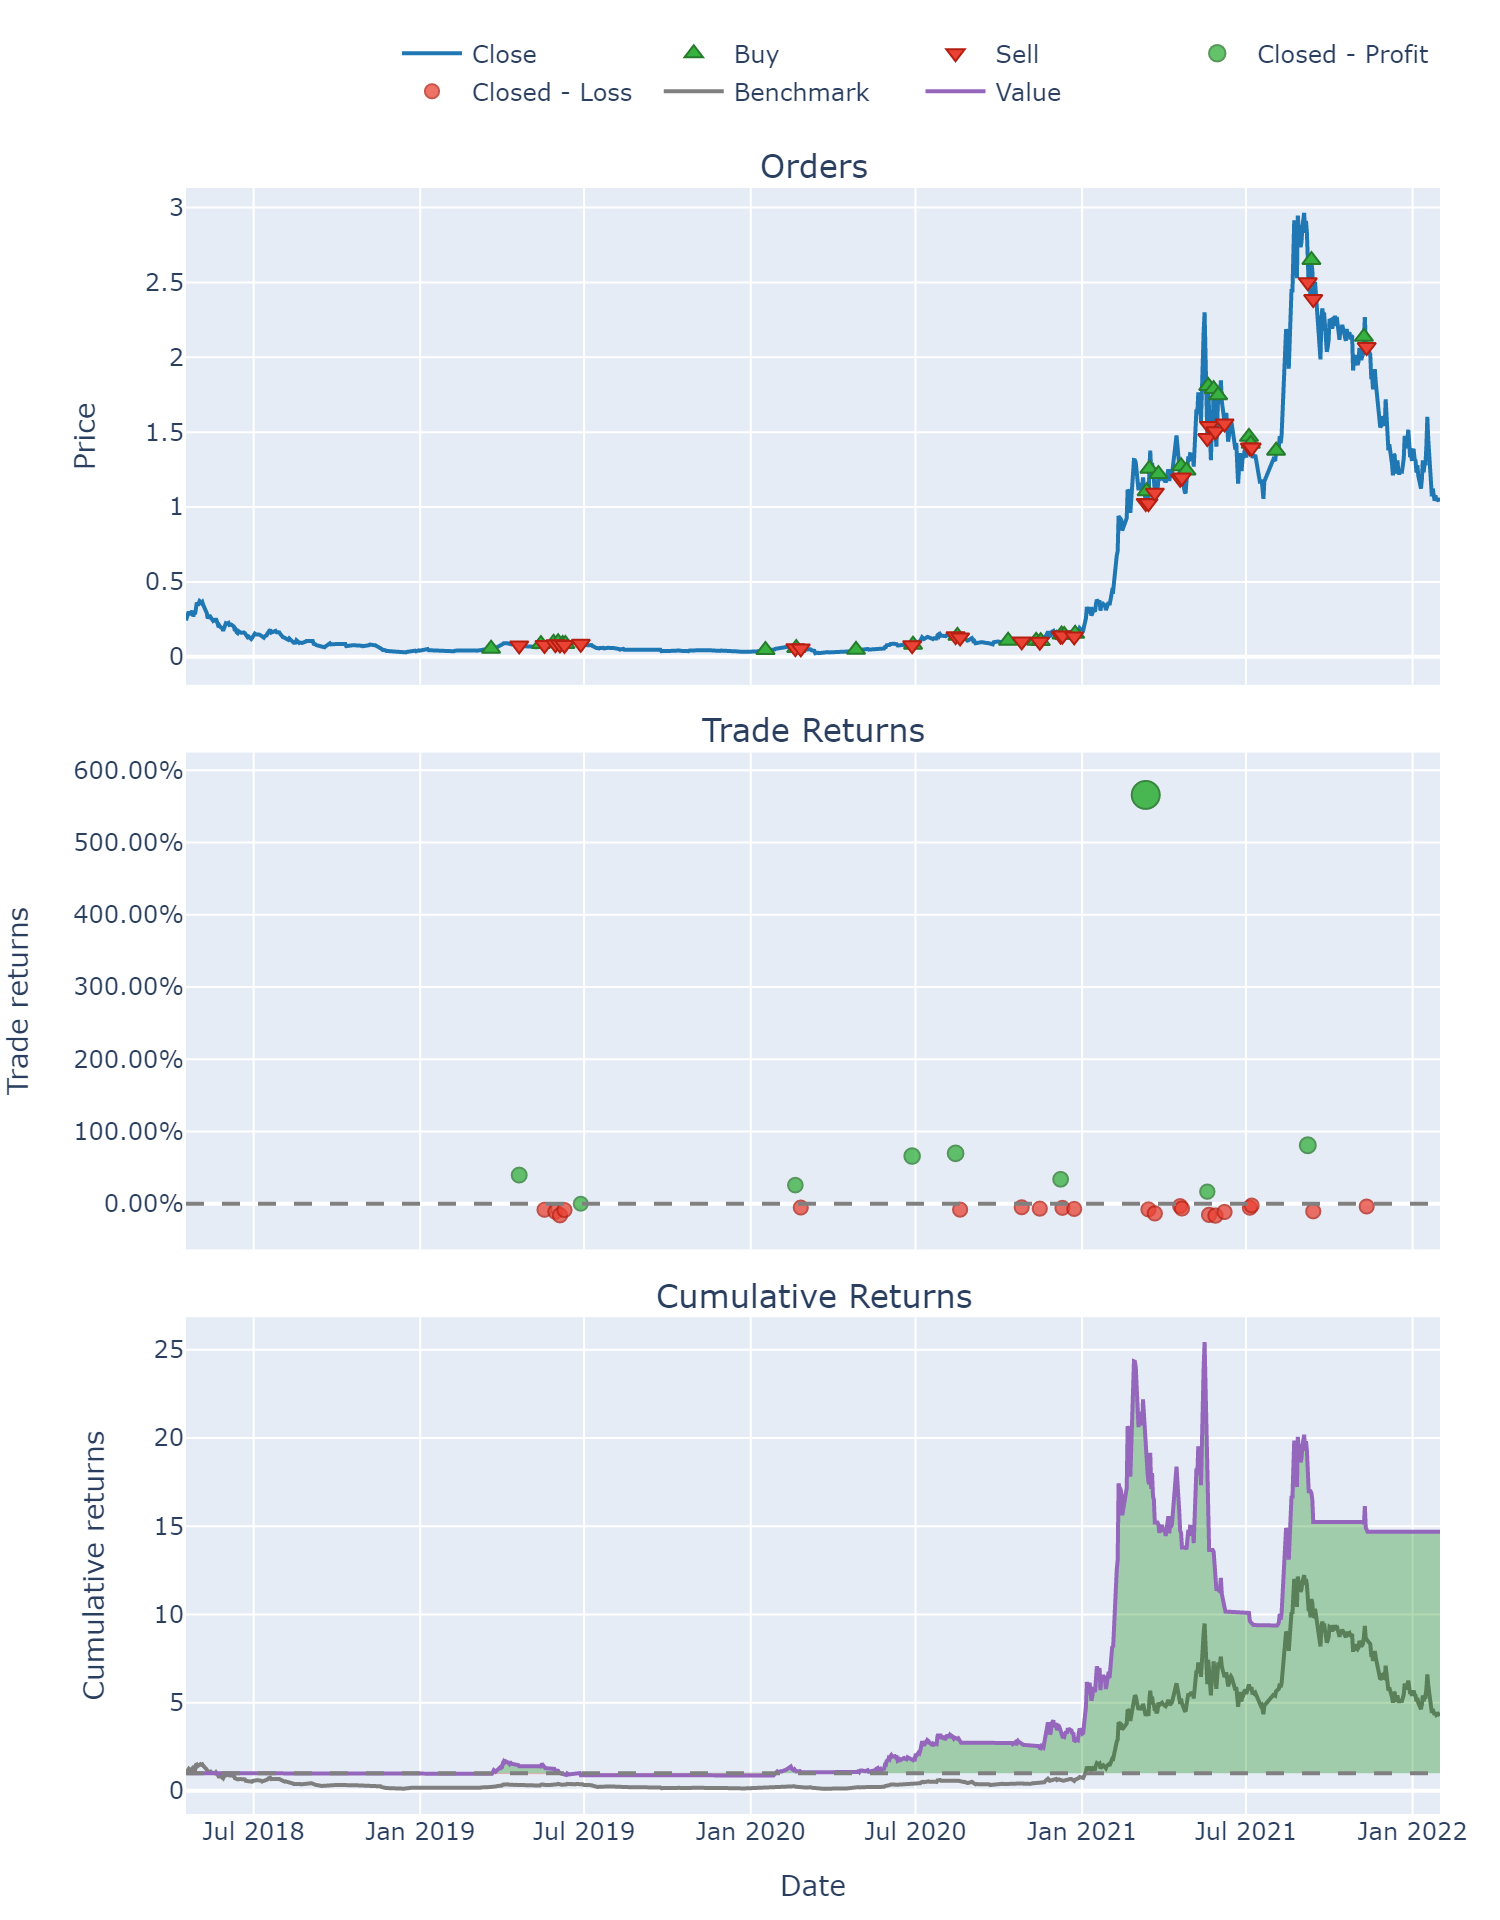 Close Buy Sell Closed - Profit
Closed - Loss Benchmark Value
Orders
3
2.5
2
1.5
1
0.5
0
Price
Trade Returns
600.00%
500.00%
400.00%
300.00%
200.00%
100.00%
0.00%
Trade returns
Cumulative Returns
25
20
15
10
5
0
Cumulative returns
Jul 2018 Jan 2019 Jul 2019 Jan 2020 Jul 2020 Jan 2021 Jul 2021 Jan 2022
Date